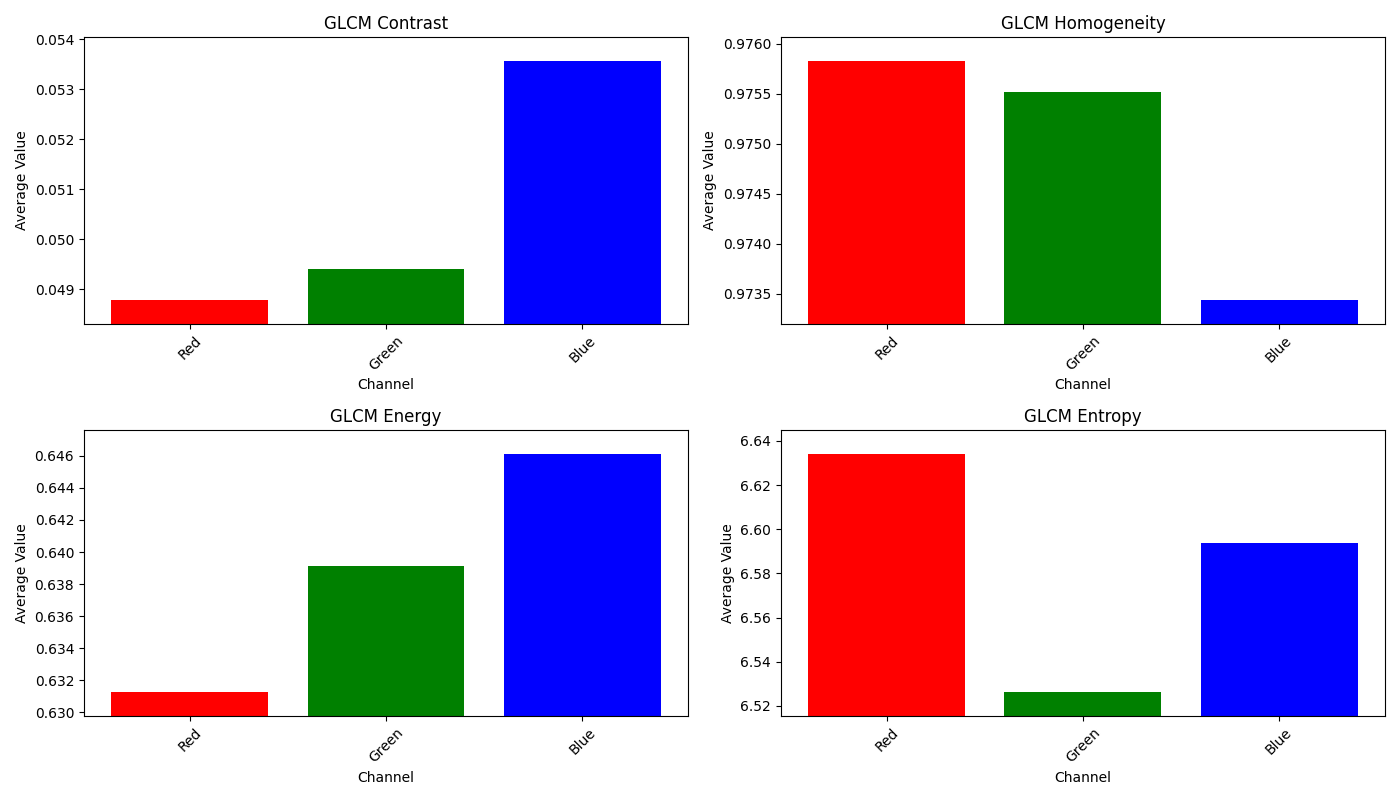 GLCM Contrast
0.054
0.053
0.052
0.051
0.050
0.049
Average Value
Red
Green
Blue
Channel
GLCM Homogeneity
0.9760
0.9755
0.9750
0.9745
0.9740
0.9735
Average Value
Red
Green
Blue
Channel
GLCM Energy
0.646
0.644
0.642
0.640
0.638
0.636
0.634
0.632
0.630
Average Value
Red
Green
Blue
Channel
GLCM Entropy
6.64
6.62
6.60
6.58
6.56
6.54
6.52
Average Value
Red
Green
Blue
Channel